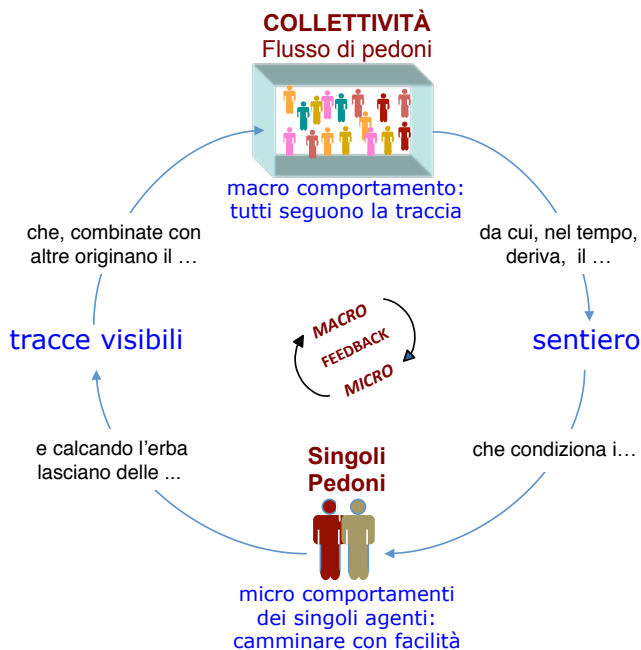 COLLETTIVITÀ
Flusso di pedoni
macro comportamento:
tutti seguono la traccia
che, combinate con
altre originano il …
da cui, nel tempo,
deriva, il …
tracce visibili
MACRO
FEEDBACK
MICRO
sentiero
e calcando l'erba
lasciano delle ...
che condiziona i…
Singoli
Pedoni
micro comportamenti
dei singoli agenti:
camminare con facilità